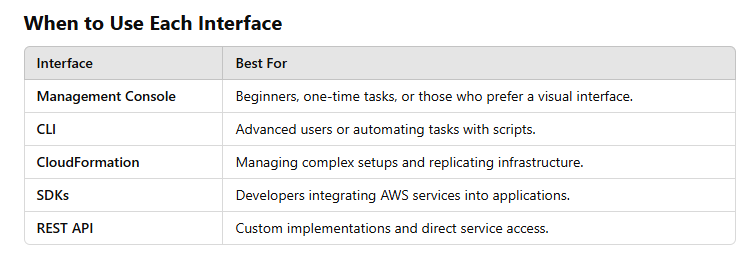 When to Use Each Interface
Interface Best For
Management Console Beginners, one-time tasks, or those who prefer a visual interface.
CLI Advanced users or automating tasks with scripts.
CloudFormation Managing complex setups and replicating infrastructure.
SDKs Developers integrating AWS services into applications.
REST API Custom implementations and direct service access.